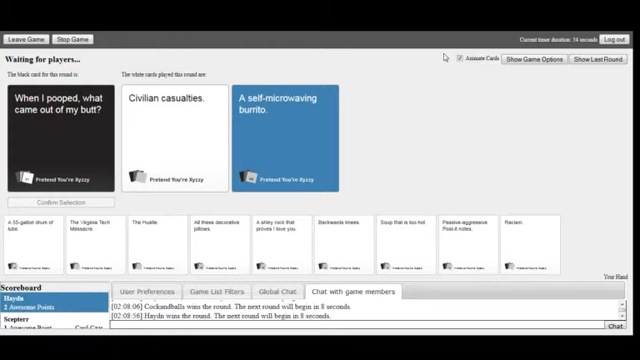 Leave Game
Stop Game
Current timer duration: 54 seconds
Log out
Waiting for players...
Animate Cards
Show Game Options
Show Last Round
The black card for this round is:
The white cards played this round are:
When I pooped, what
came out of my butt?
Pretend You're Xyzzy
Civilian casualties.
Pretend You're Xyzzy
A self-microwaving
burrito.
Pretend You're Xyzzy
Confirm Selection
A 55-gallon drum of
lube.
The Virginia Tech
Massacre.
The Hustle.
All these decorative
pillows.
A shiny rock that
proves I love you.
Backwards knees.
Soup that is too hot.
Passive-aggressive
Post-it notes.
Racism.
Your Hand
Scoreboard
Haydn
2 Awesome Points
Scepterr
1 Awesome Point
Card Czar
User Preferences
Game List Filters
Global Chat
Chat with game members
[02:08:06] Cockandballs wins the round. The next round will begin in 8 seconds.
[02:08:56] Haydn wins the round. The next round will begin in 8 seconds.
Chat